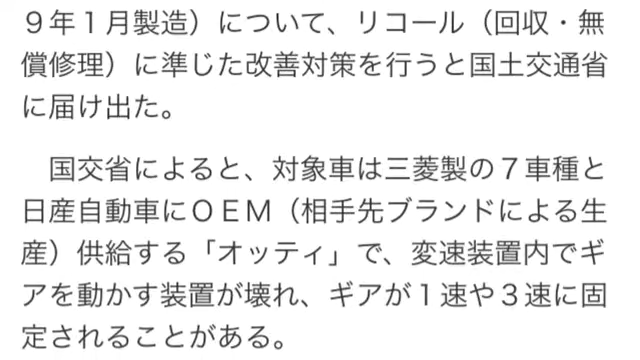 ９年１月製造）について、リコール（回収・無
償修理）に準じた改善対策を行うと国土交通省
に届け出た。
　国交省によると、対象車は三菱製の７車種と
日産自動車にＯＥＭ（相手先ブランドによる生
産）供給する「オッティ」で、変速装置内でギ
アを動かす装置が壊れ、ギアが１速や３速に固
定されることがある。